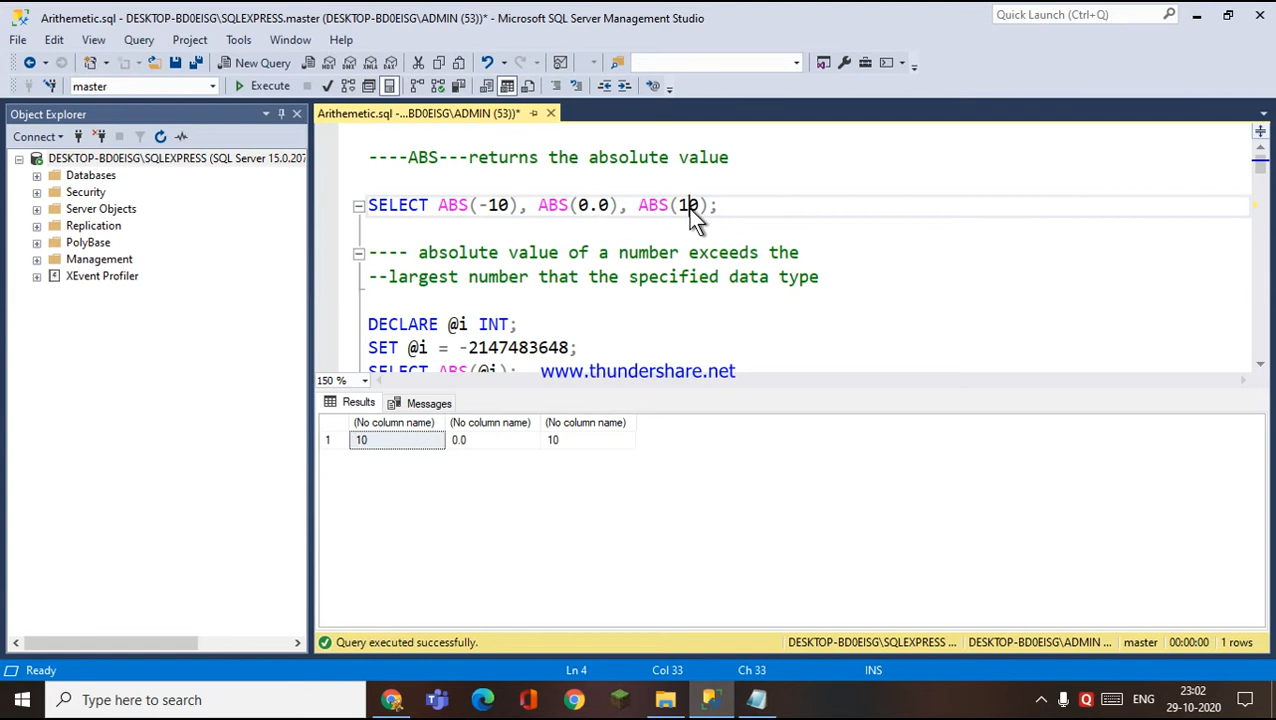 Arithemetic.sql - DESKTOP-BD0EISG\SQLEXPRESS.master (DESKTOP-BD0EISG\ADMIN (53))* - Microsoft SQL Server Management Studio
Quick Launch (Ctrl+Q)
File Edit View Query Project Tools Window Help
New Query
MDX XMLA DAX
master
Execute
Object Explorer
Arithemetic.sql -...BD0EISG\ADMIN (53))*
Connect
DESKTOP-BD0EISG\SQLEXPRESS (SQL Server 15.0.207
Databases
Security
Server Objects
Replication
PolyBase
Management
XEvent Profiler
----ABS---returns the absolute value
SELECT ABS(-10), ABS(0.0), ABS(10);
---- absolute value of a number exceeds the
--largest number that the specified data type
DECLARE @i INT;
SET @i = -2147483648;
SELECT ABS(@i);
www.thundershare.net
150 %
Results Messages
(No column name) (No column name) (No column name)
1 10 0.0 10
Query executed successfully.
DESKTOP-BD0EISG\SQLEXPRESS ... DESKTOP-BD0EISG\ADMIN ... master 00:00:00 1 rows
Ready Ln 4 Col 33 Ch 33 INS
Type here to search
ENG
23:02
29-10-2020